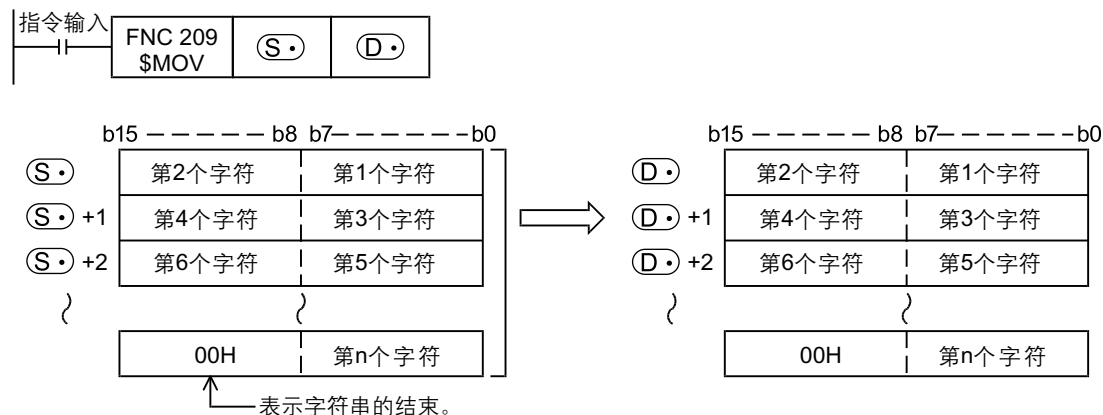 指令输入
FNC 209
$MOV
S·
D·
b15 – – – – – b8 b7– – – – – –b0
b15 – – – – – b8 b7– – – – – –b0
S· 第2个字符 第1个字符
D· 第2个字符 第1个字符
S· +1 第4个字符 第3个字符
D· +1 第4个字符 第3个字符
S· +2 第6个字符 第5个字符
D· +2 第6个字符 第5个字符
00H 第n个字符
00H 第n个字符
表示字符串的结束。